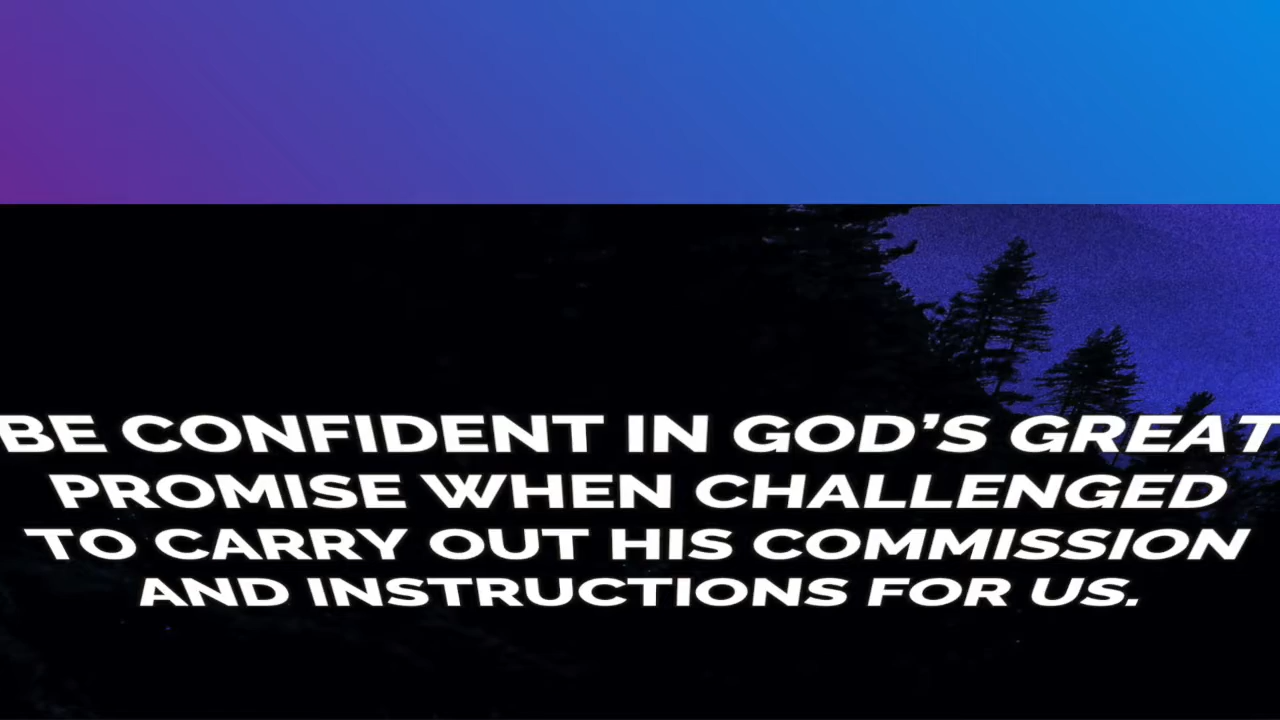 BE CONFIDENT IN GOD’S GREAT
PROMISE WHEN CHALLENGED
TO CARRY OUT HIS COMMISSION
AND INSTRUCTIONS FOR US.